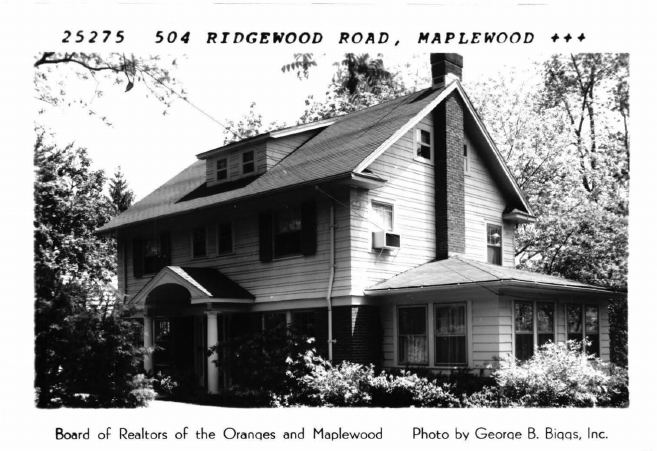 25275 504 RIDGEWOOD ROAD, MAPLEWOOD +++
Board of Realtors of the Oranges and Maplewood Photo by George B. Biggs, Inc.